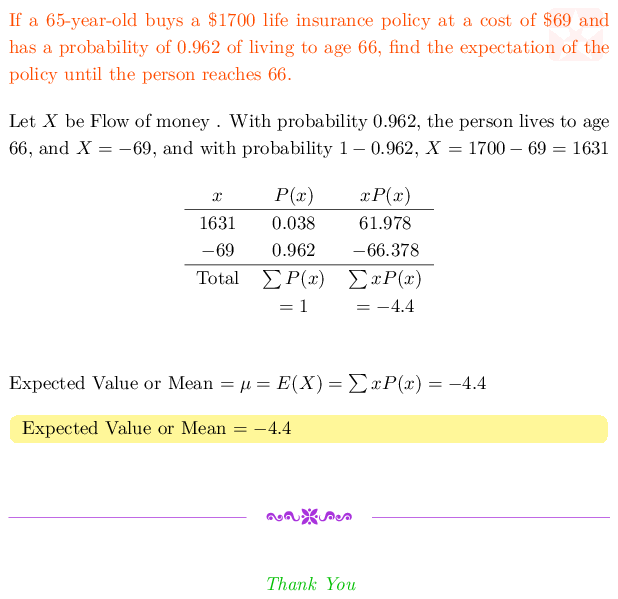 If a 65-year-old buys a $1700 life insurance policy at a cost of $69 and
has a probability of 0.962 of living to age 66, find the expectation of the
policy until the person reaches 66.
Let X be Flow of money . With probability 0.962, the person lives to age
66, and X = −69, and with probability 1 − 0.962, X = 1700 − 69 = 1631
x P(x) xP(x)
1631 0.038 61.978
−69 0.962 −66.378
Total ∑ P(x) ∑ xP(x)
= 1 = −4.4
Expected Value or Mean = μ = E(X) = ∑ xP(x) = −4.4
Expected Value or Mean = −4.4
Thank You